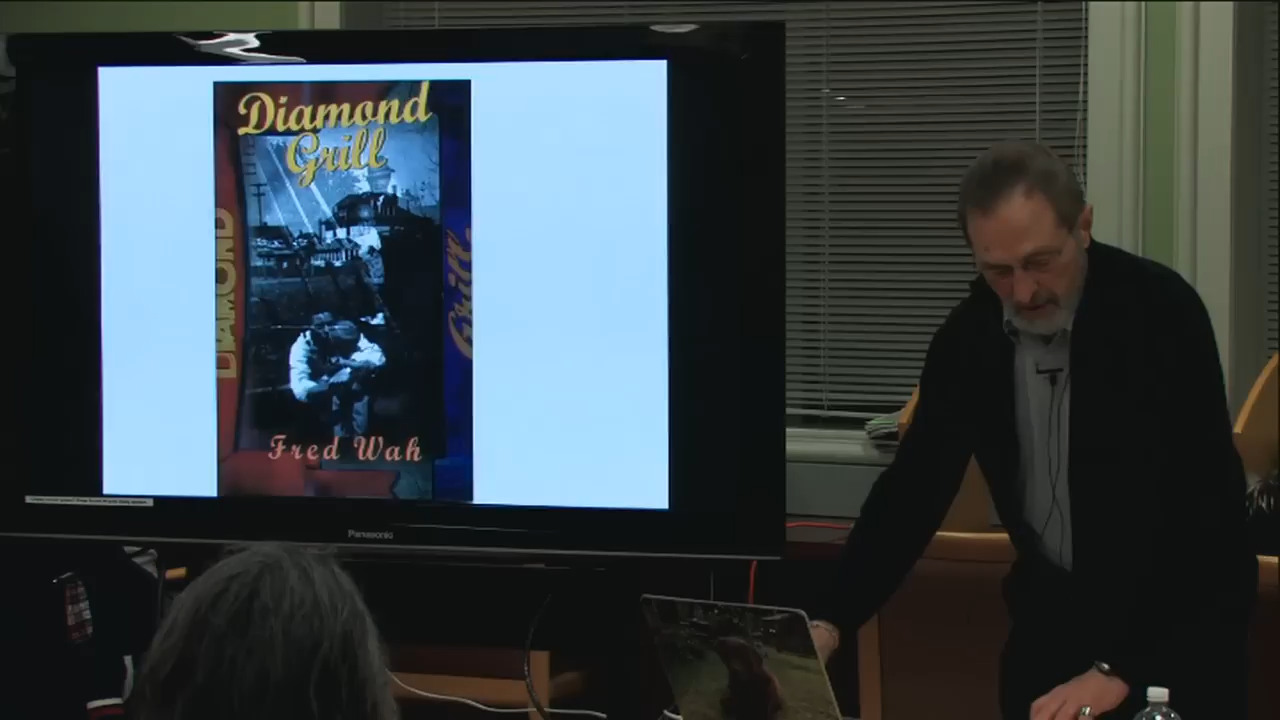 Diamond
Grill
DIAMOND
Grill
Fred Wah
Panasonic